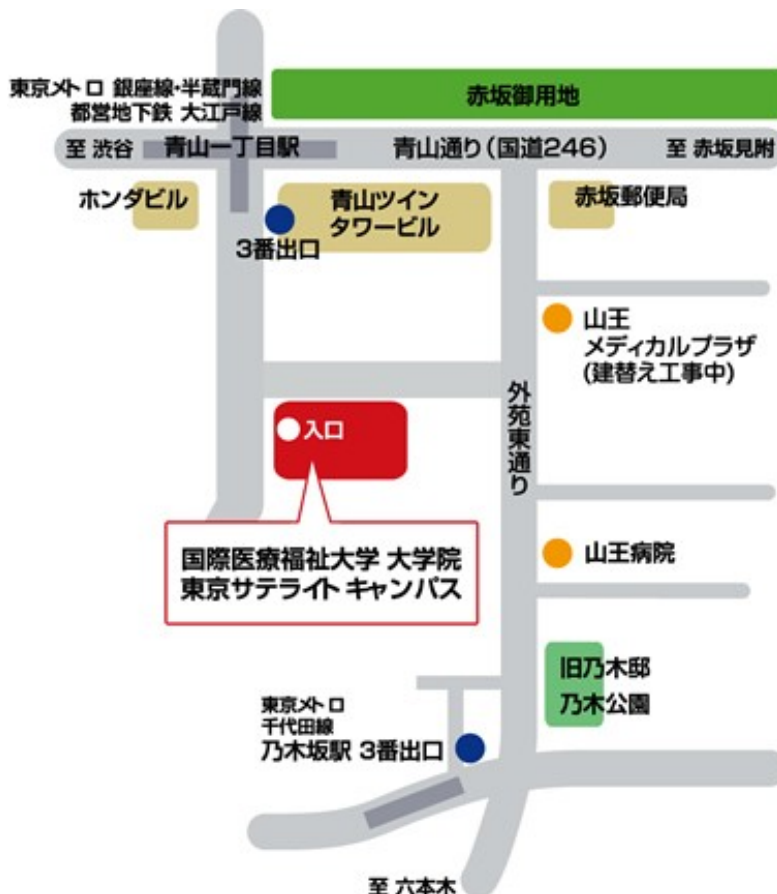 東京メトロ 銀座線・半蔵門線
都営地下鉄 大江戸線
赤坂御用地
至 渋谷
青山一丁目駅
青山通り(国道246)
至 赤坂見附
ホンダビル
3番出口
青山ツイン
タワービル
赤坂郵便局
山王
メディカルプラザ
(建替え工事中)
外苑東通り
入口
国際医療福祉大学 大学院
東京サテライト キャンパス
山王病院
旧乃木邸
乃木公園
東京メトロ
千代田線
乃木坂駅 3番出口
至 六本木